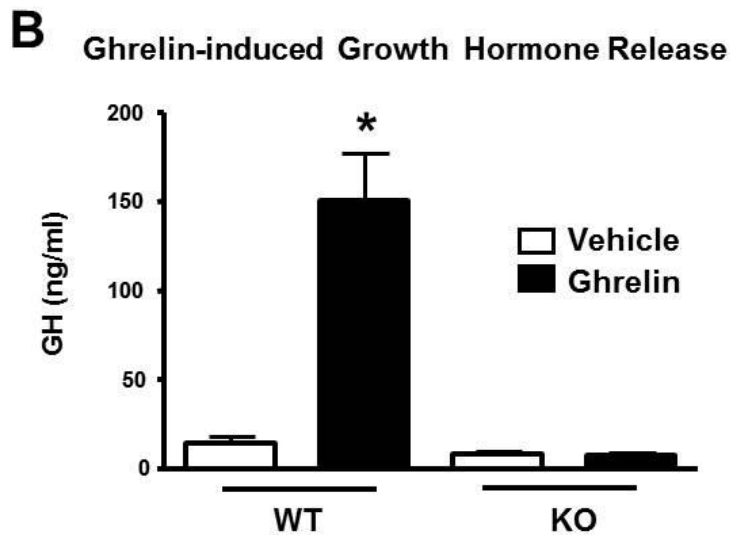 B
Ghrelin-induced Growth Hormone Release
200
150
100
50
0
GH (ng/ml)
*
Vehicle
Ghrelin
WT
KO